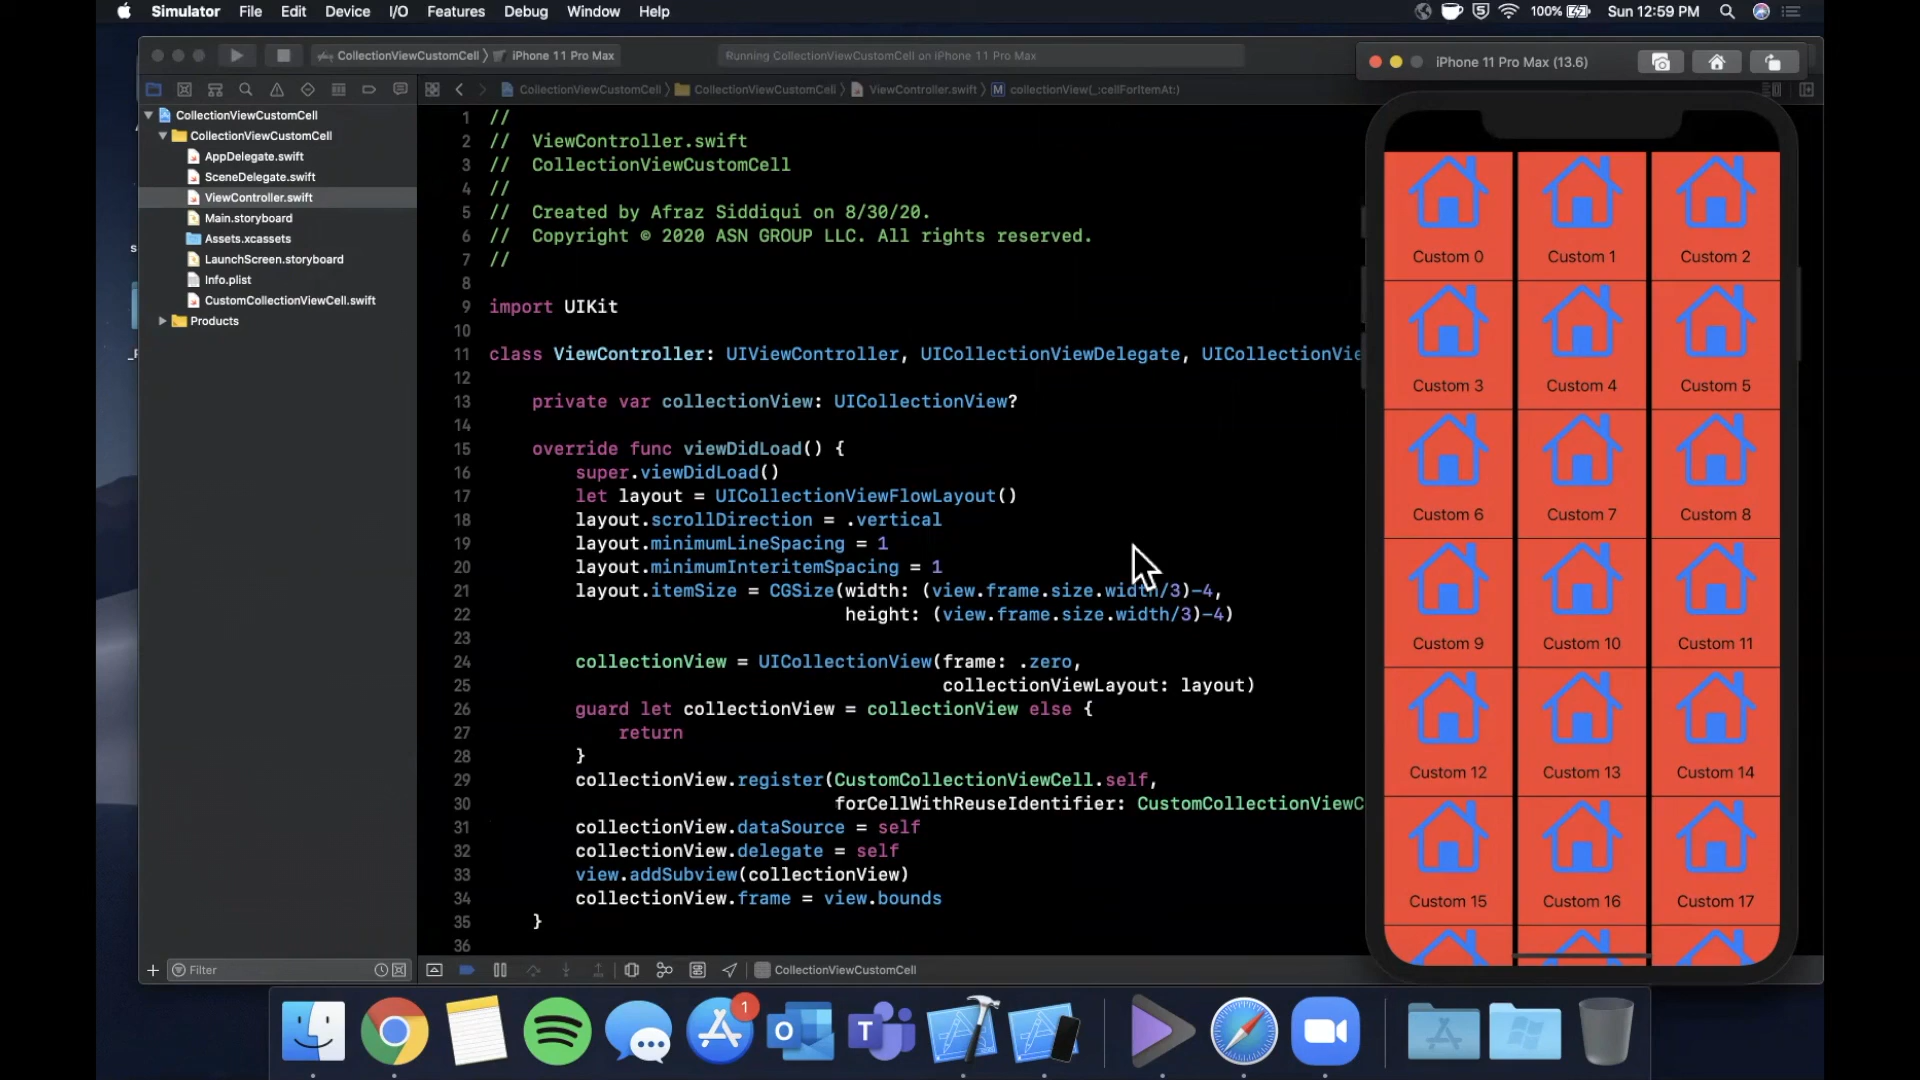 Simulator File Edit Device I/O Features Debug Window Help
100% Sun 12:59 PM
CollectionViewCustomCell iPhone 11 Pro Max
Running CollectionViewCustomCell on iPhone 11 Pro Max
iPhone 11 Pro Max (13.6)
CollectionViewCustomCell CollectionViewCustomCell ViewController.swift M collectionView(_:cellForItemAt:)
CollectionViewCustomCell
CollectionViewCustomCell
AppDelegate.swift
SceneDelegate.swift
ViewController.swift
Main.storyboard
Assets.xcassets
LaunchScreen.storyboard
Info.plist
CustomCollectionViewCell.swift
Products
1 //
2 // ViewController.swift
3 // CollectionViewCustomCell
4 //
5 // Created by Afraz Siddiqui on 8/30/20.
6 // Copyright © 2020 ASN GROUP LLC. All rights reserved.
7 //
8
9 import UIKit
10
11 class ViewController: UIViewController, UICollectionViewDelegate, UICollectionVie
12
13 private var collectionView: UICollectionView?
14
15 override func viewDidLoad() {
16 super.viewDidLoad()
17 let layout = UICollectionViewFlowLayout()
18 layout.scrollDirection = .vertical
19 layout.minimumLineSpacing = 1
20 layout.minimumInteritemSpacing = 1
21 layout.itemSize = CGSize(width: (view.frame.size.width/3)-4,
22 height: (view.frame.size.width/3)-4)
23
24 collectionView = UICollectionView(frame: .zero,
25 collectionViewLayout: layout)
26 guard let collectionView = collectionView else {
27 return
28 }
29 collectionView.register(CustomCollectionViewCell.self,
30 forCellWithReuseIdentifier: CustomCollectionViewC
31 collectionView.dataSource = self
32 collectionView.delegate = self
33 view.addSubview(collectionView)
34 collectionView.frame = view.bounds
35 }
36
Custom 0 Custom 1 Custom 2
Custom 3 Custom 4 Custom 5
Custom 6 Custom 7 Custom 8
Custom 9 Custom 10 Custom 11
Custom 12 Custom 13 Custom 14
Custom 15 Custom 16 Custom 17
Filter
CollectionViewCustomCell
1